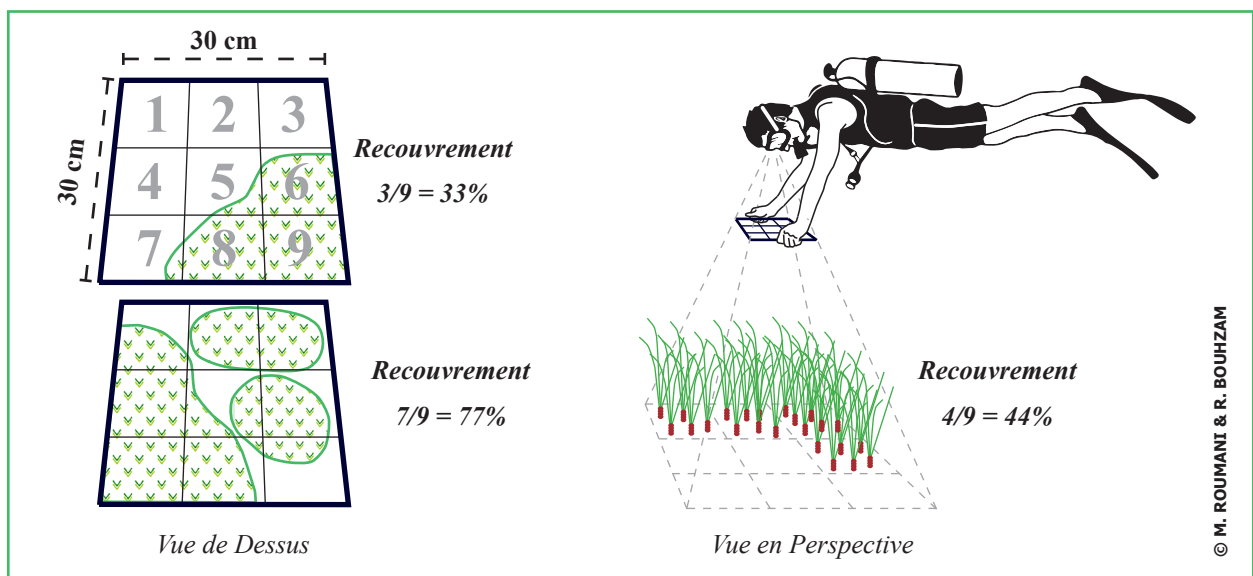 30 cm
30 cm
1 2 3
4 5 6
7 8 9
Recouvrement
3/9 = 33%
Recouvrement
7/9 = 77%
Vue de Dessus
Recouvrement
4/9 = 44%
Vue en Perspective
© M. ROUMANI & R. BOUHZAM